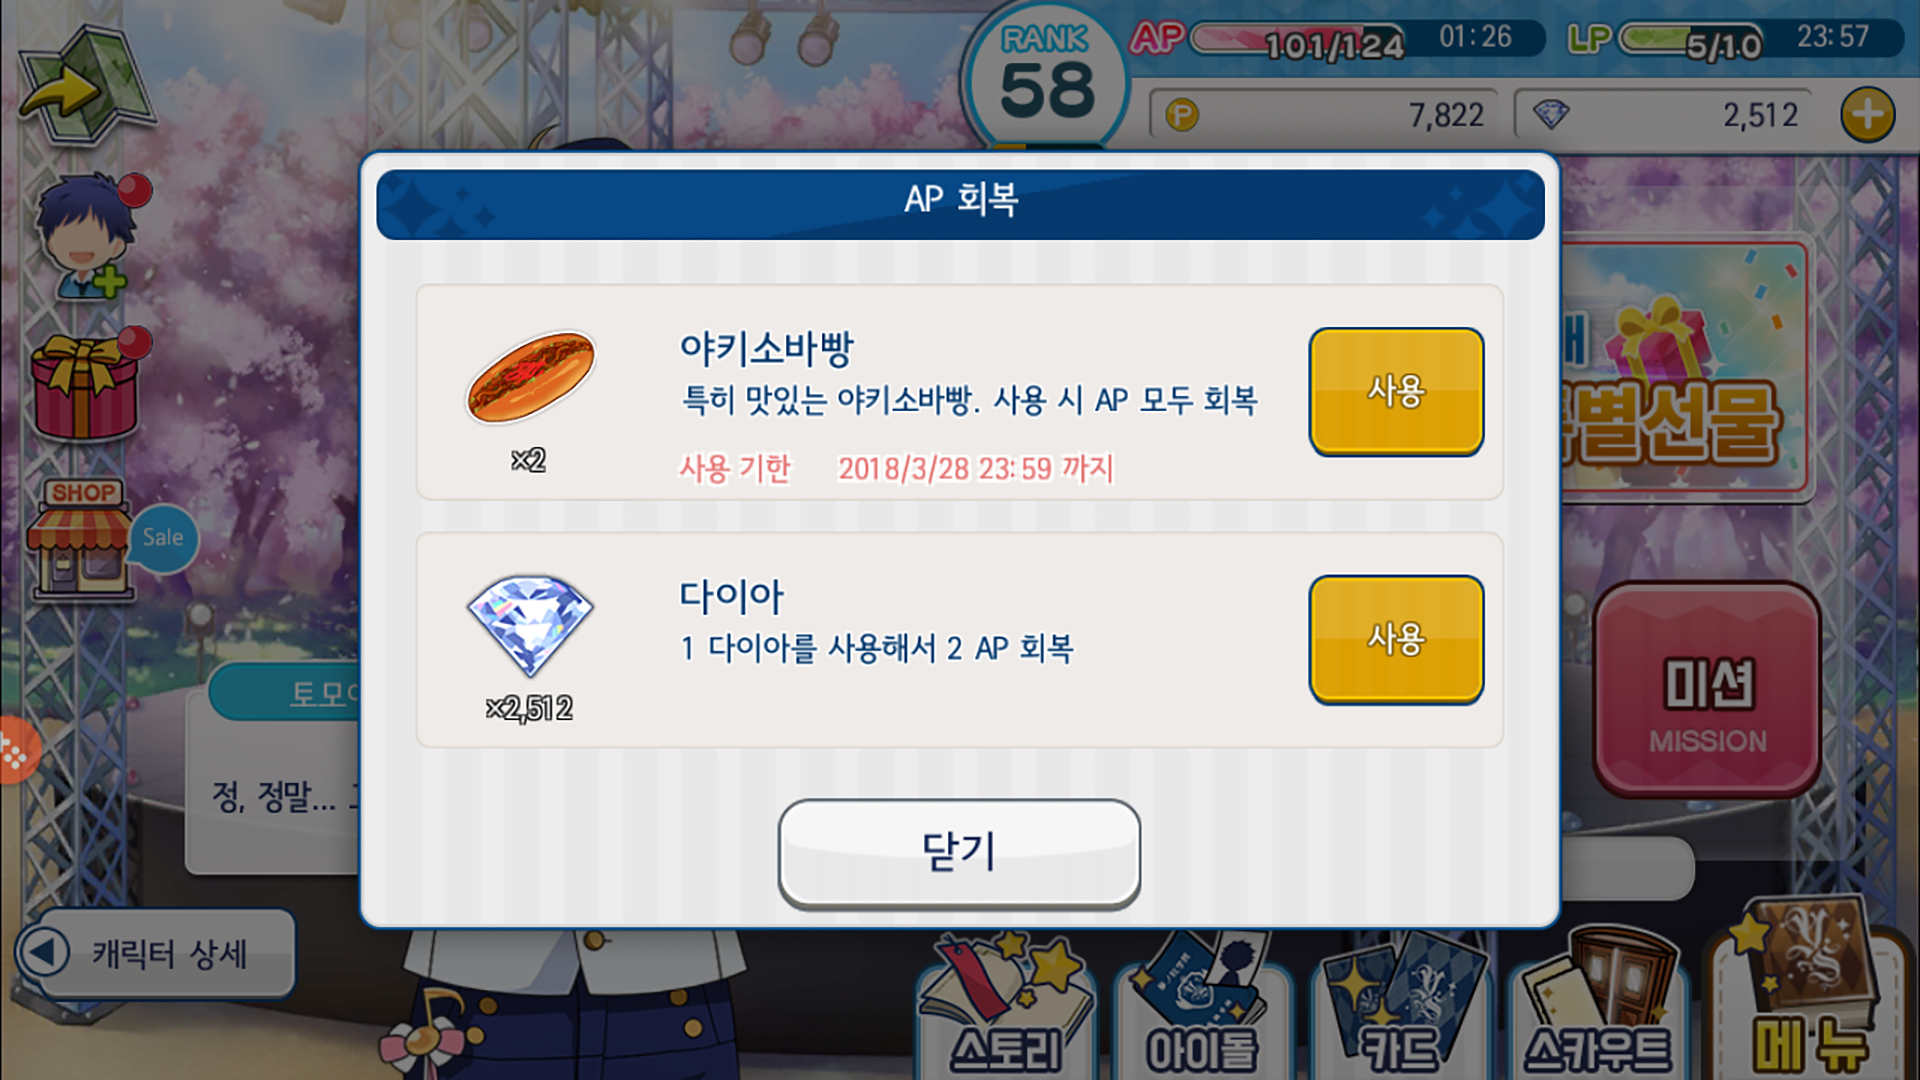 RANK
58
AP 101/124 01:26
LP 5/10 23:57
P 7,822
2,512
AP 회복
야키소바빵
특히 맛있는 야키소바빵. 사용 시 AP 모두 회복
사용 기한 2018/3/28 23:59 까지
×2
사용
다이아
1 다이아를 사용해서 2 AP 회복
×2,512
사용
닫기
SHOP
Sale
별선물
미션
MISSION
정, 정말...
캐릭터 상세
스토리
아이돌
카드
스카우트
메뉴